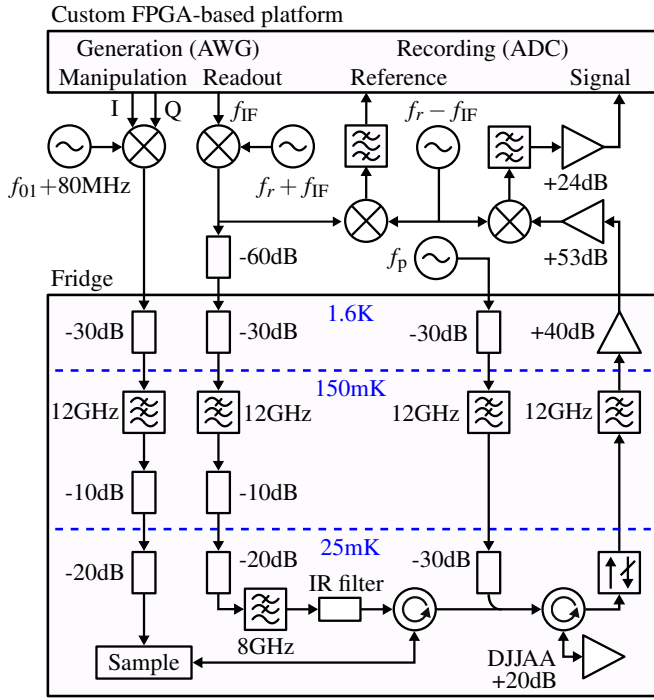 Custom FPGA-based platform
Generation (AWG)
Recording (ADC)
Manipulation
Readout
Reference
Signal
I
Q
f_IF
f_r − f_IF
f_01+80MHz
f_r + f_IF
+24dB
-60dB
f_p
+53dB
Fridge
-30dB
-30dB
1.6K
-30dB
+40dB
150mK
12GHz
12GHz
12GHz
12GHz
-10dB
-10dB
25mK
-20dB
-20dB
-30dB
IR filter
8GHz
Sample
DJJAA
+20dB